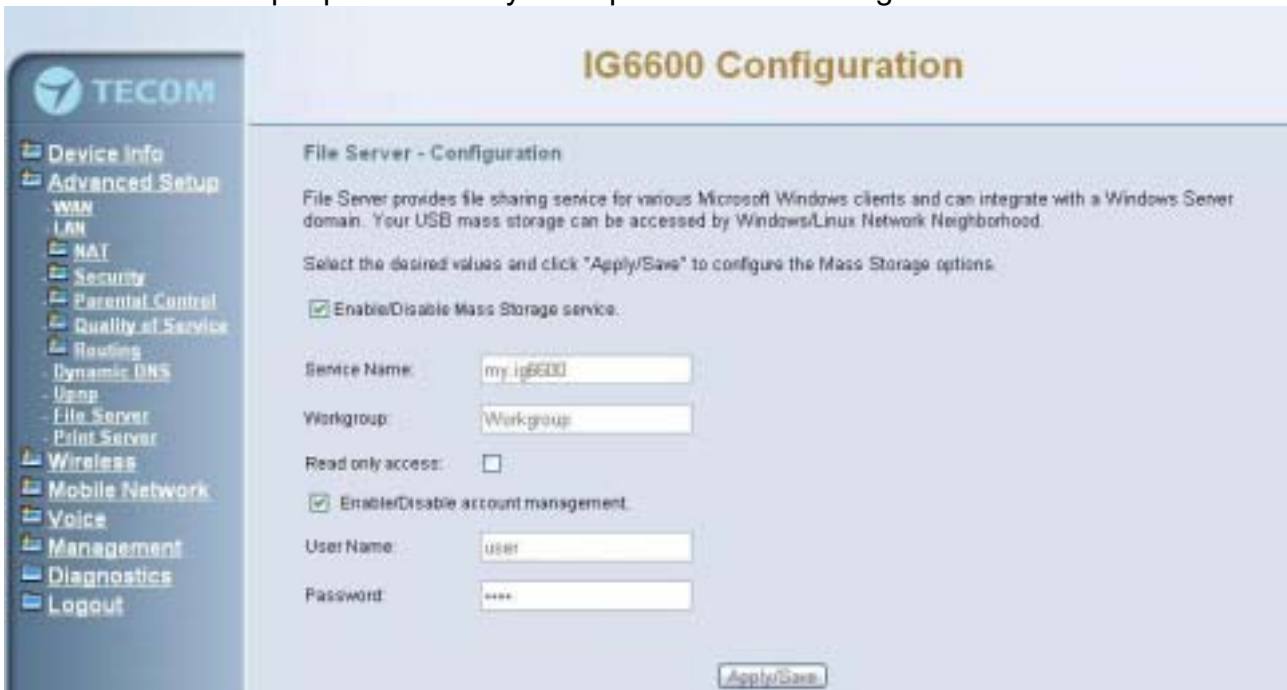 IG6600 Configuration
TECOM
Device Info
Advanced Setup
WAN
LAN
NAT
Security
Parental Control
Quality of Service
Routing
Dynamic DNS
Upnp
File Server
Print Server
Wireless
Mobile Network
Voice
Management
Diagnostics
Logout
File Server - Configuration
File Server provides file sharing service for various Microsoft Windows clients and can integrate with a Windows Server
domain. Your USB mass storage can be accessed by Windows/Linux Network Neighborhood.
Select the desired values and click "Apply/Save" to configure the Mass Storage options.
Enable/Disable Mass Storage service.
Service Name: my ig6600
Workgroup: Workgroup
Read only access:
Enable/Disable account management.
User Name: user
Password: ••••
Apply/Save